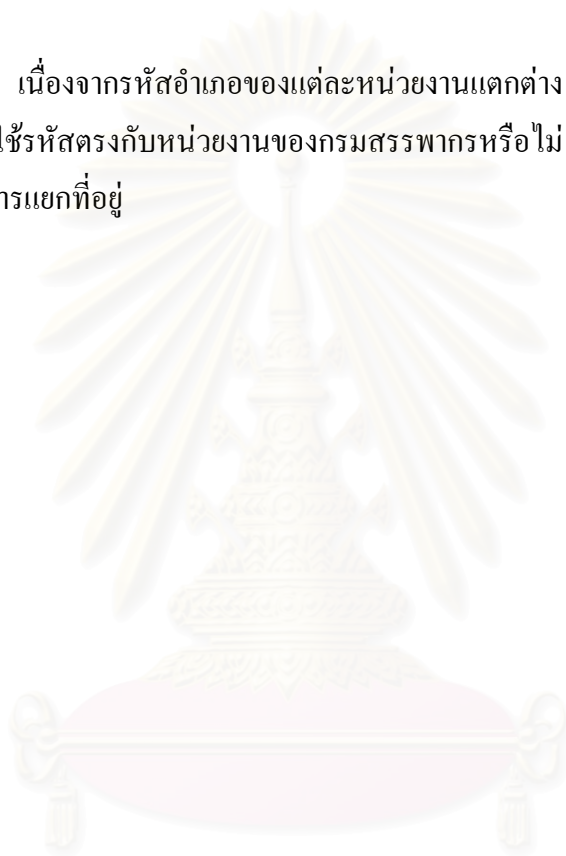 เนื่องจากรหัสอำเภอของแต่ละหน่วยงานแตกต่าง
ใช้รหัสตรงกับหน่วยงานของกรมสรรพากรหรือไม่
ารแยกที่อยู่